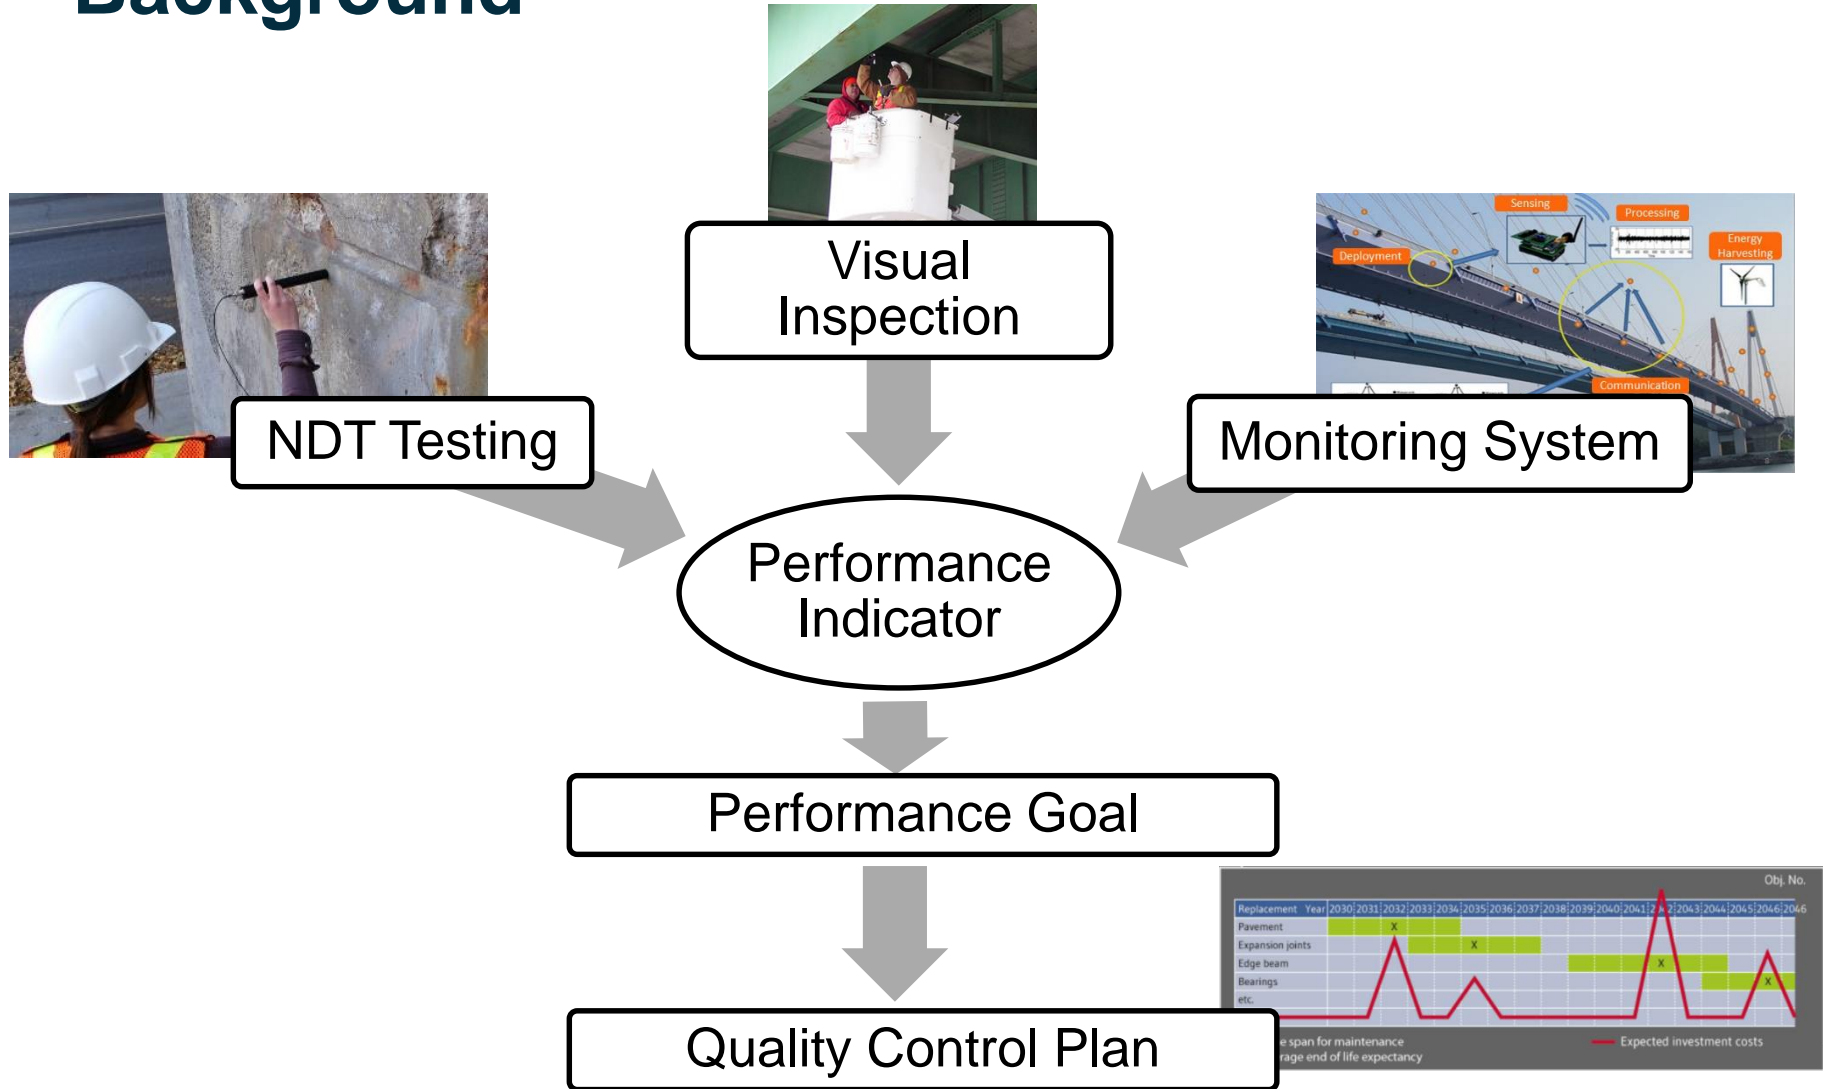 Background
Visual
Inspection
NDT Testing
Sensing
Processing
Energy
Harvesting
Deployment
Communication
Monitoring System
Performance
Indicator
Performance Goal
Quality Control Plan
Obj. No.
Replacement Year 2030 2031 2032 2033 2034 2035 2036 2037 2038 2039 2040 2041 2043 2044 2045 2046 2046
Pavement X
Expansion joints X
Edge beam X
Bearings X
etc.
span for maintenance
end of life expectancy
Expected investment costs